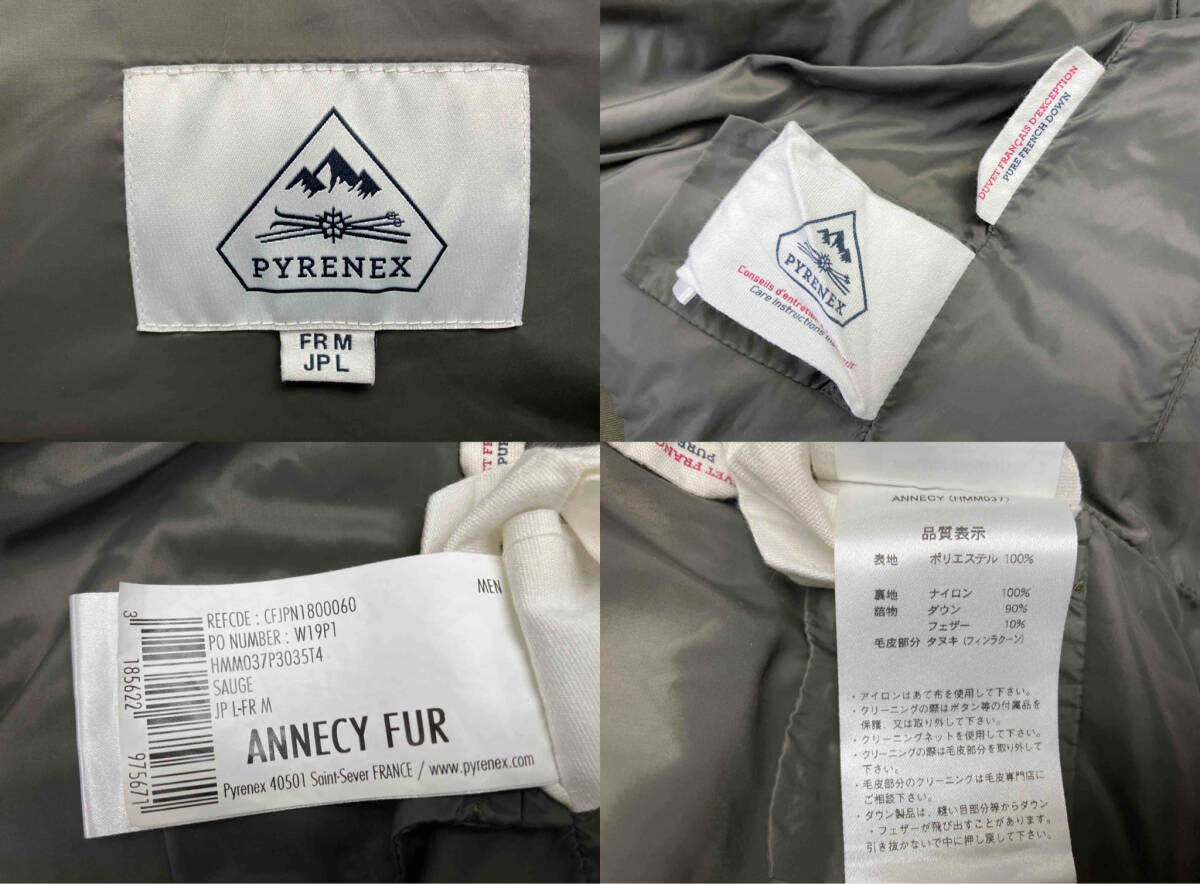 PYRENEX
FR M
JP L
DUVET FRANÇAIS D'EXCEPTION
PURE FRENCH DOWN
PYRENEX
Conseils d'entretien
Care Instructions
MEN
REFCDE : CFJPN1800060
PO NUMBER : W19P1
HMM037P3035T4
SAUGE
JP L-FR M
ANNECY FUR
Pyrenex 40501 Saint-Sever FRANCE / www.pyrenex.com
3 185622 975671
PURE
ANNECY (HMM037)
品質表示
表地 ポリエステル 100%
裏地 ナイロン 100%
詰物 ダウン 90%
フェザー 10%
毛皮部分 タヌキ (フィンラクーン)
・アイロンはあて布を使用して下さい。
・クリーニングの際はボタン等の付属品を
保護、又は取り外して下さい。
・クリーニングネットを使用して下さい。
・クリーニングの際は毛皮部分を取り外して
下さい。
・毛皮部分のクリーニングは毛皮専門店に
ご相談下さい。
・ダウン製品は、縫い目部分等からダウン
・フェザーが飛び出すことがあります。
引き抜かないで中に押し戻して下さい。